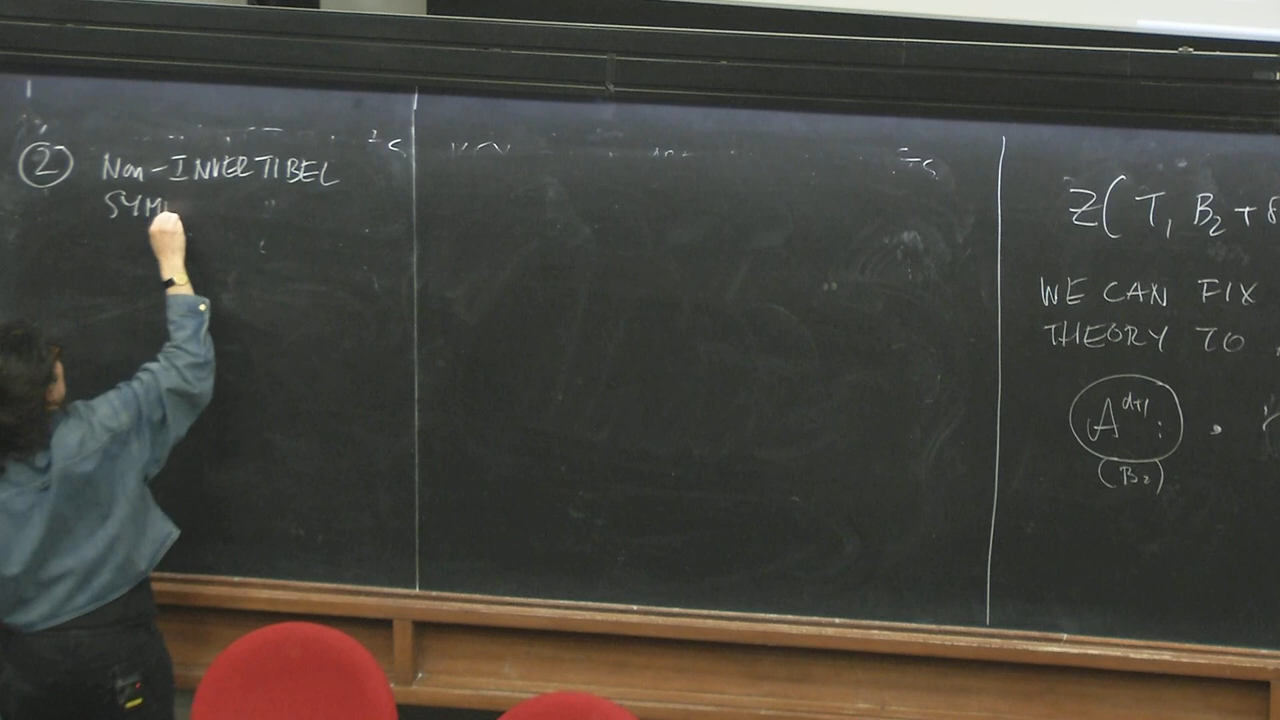 ② Non-INVERTIBEL
SYM
Z( T, B₂ +
WE CAN FIX
THEORY TO
A^{d+1} :
(B₂)